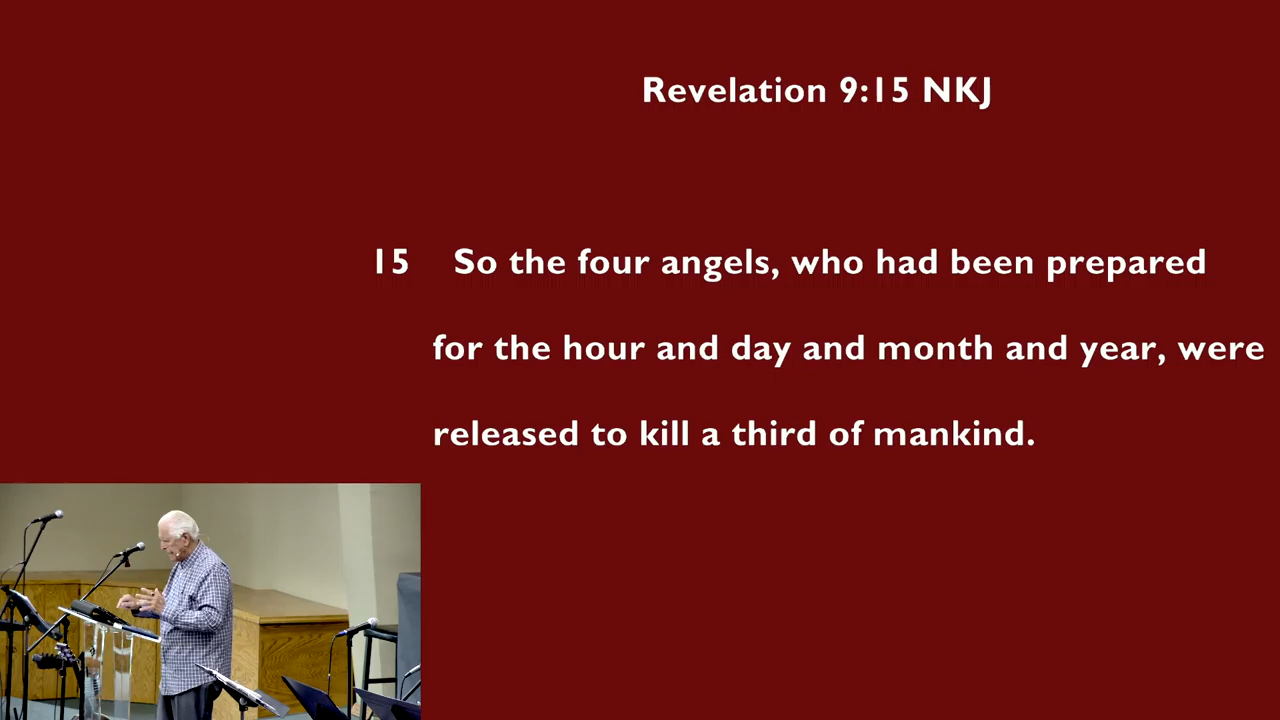 Revelation 9:15 NKJ
15 So the four angels, who had been prepared
for the hour and day and month and year, were
released to kill a third of mankind.